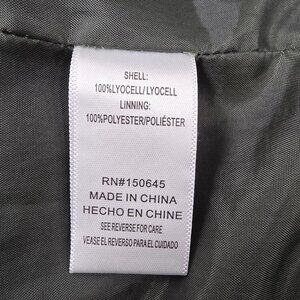 SHELL:
100%LYOCELL/LYOCELL
LINNING:
100%POLYESTER/POLIÉSTER
RN#150645
MADE IN CHINA
HECHO EN CHINE
SEE REVERSE FOR CARE
VEASE EL REVERSO PARA EL CUIDADO